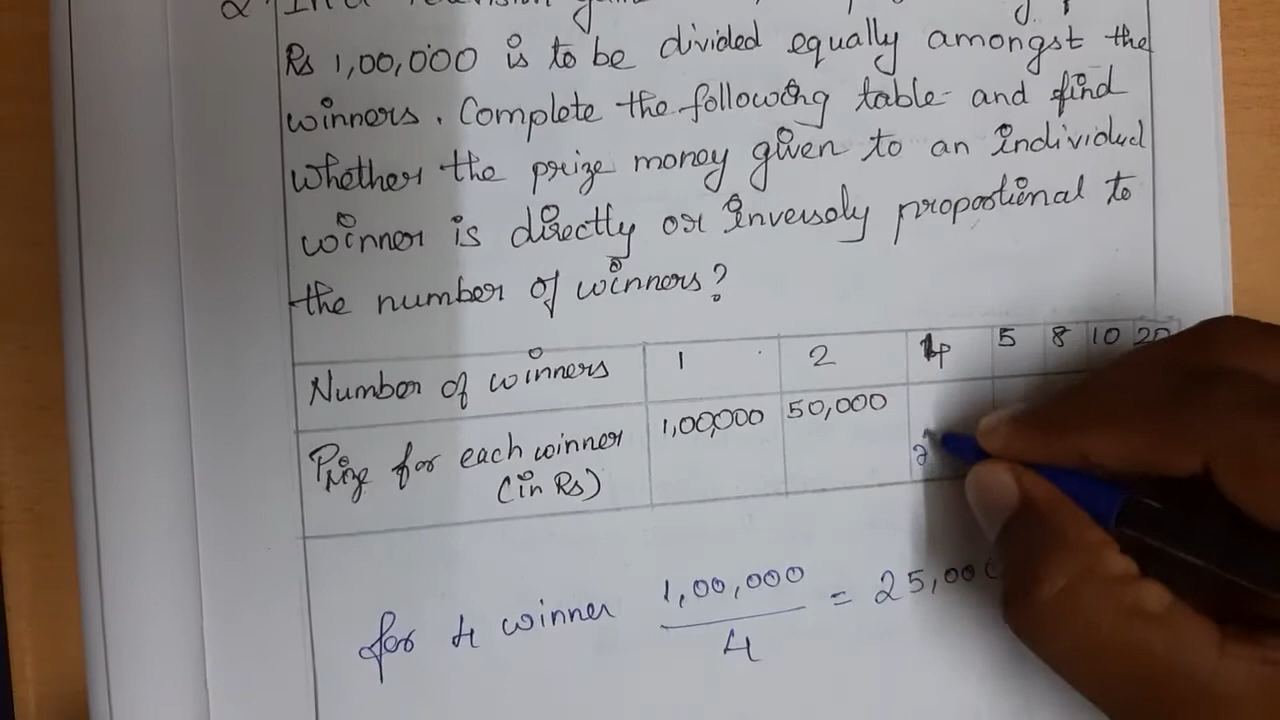 Rs 1,00,000 is to be divided equally amongst the
winners. Complete the following table and find
whether the prize money given to an individual
winner is directly or inversely proportional to
the number of winners?
Number of winners 1 2 4 5 8 10 20
Prize for each winner 1,00,000 50,000 2
(in Rs)
for 4 winner 1,00,000 = 25,000
4